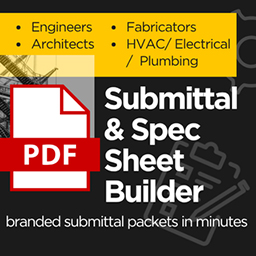 • Engineers
• Architects
• Fabricators
• HVAC/ Electrical
/ Plumbing
Submittal
& Spec
Sheet
Builder
PDF
branded submittal packets in minutes